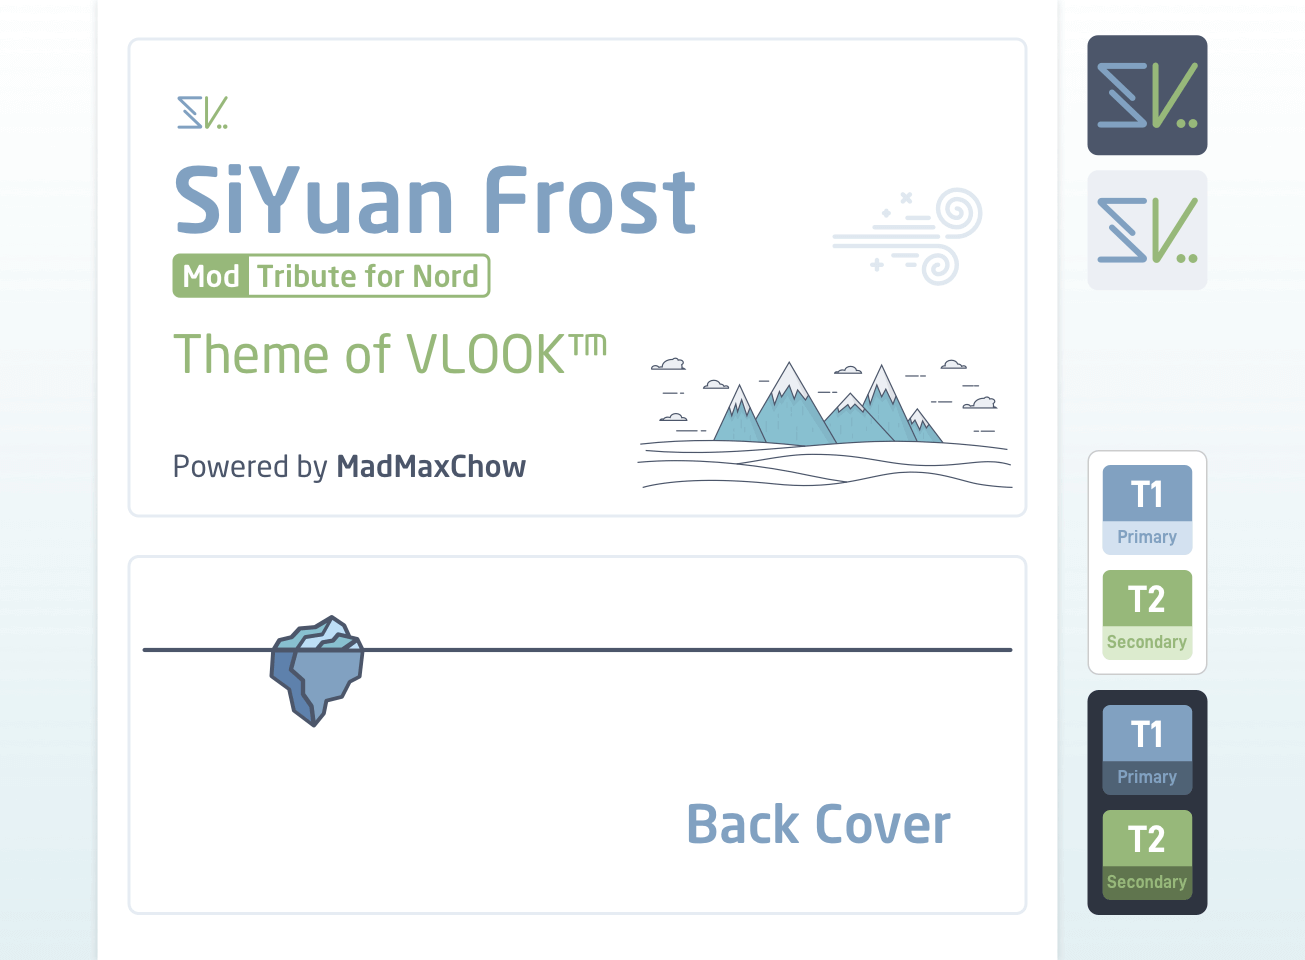 SiYuan Frost
Mod Tribute for Nord
Theme of VLOOK™
Powered by MadMaxChow
Back Cover
T1
Primary
T2
Secondary
T1
Primary
T2
Secondary